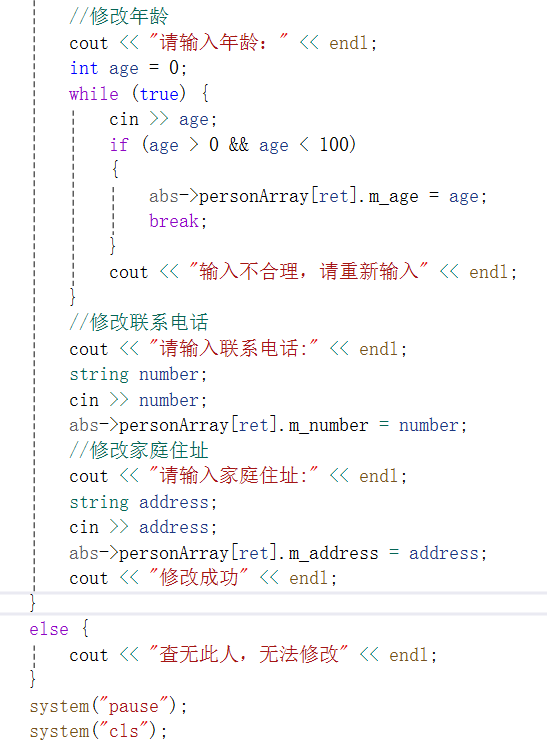 //修改年龄
cout << "请输入年龄：" << endl;
int age = 0;
while (true) {
cin >> age;
if (age > 0 && age < 100)
{
abs->personArray[ret].m_age = age;
break;
}
cout << "输入不合理，请重新输入" << endl;
}
//修改联系电话
cout << "请输入联系电话:" << endl;
string number;
cin >> number;
abs->personArray[ret].m_number = number;
//修改家庭住址
cout << "请输入家庭住址:" << endl;
string address;
cin >> address;
abs->personArray[ret].m_address = address;
cout << "修改成功" << endl;
}
else {
cout << "查无此人，无法修改" << endl;
}
system("pause");
system("cls");